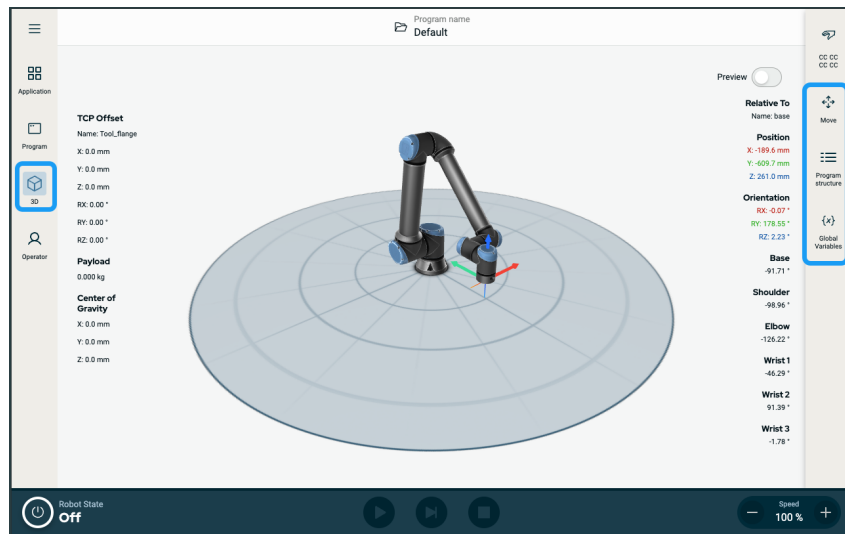 Program name
Default
Application
Program
3D
Operator
TCP Offset
Name: Tool_flange
X: 0.0 mm
Y: 0.0 mm
Z: 0.0 mm
RX: 0.00 °
RY: 0.00 °
RZ: 0.00 °
Payload
0.000 kg
Center of
Gravity
X: 0.0 mm
Y: 0.0 mm
Z: 0.0 mm
Preview
Relative To
Name: base
Position
X: -189.6 mm
Y: -609.7 mm
Z: 261.0 mm
Orientation
RX: -0.07 °
RY: 178.55 °
RZ: 2.23 °
Base
-91.71 °
Shoulder
-98.96 °
Elbow
-126.22 °
Wrist 1
-46.29 °
Wrist 2
91.39 °
Wrist 3
-1.78 °
CC CC
CC CC
Move
Program
structure
{x}
Global
Variables
Robot State
Off
Speed
100 %